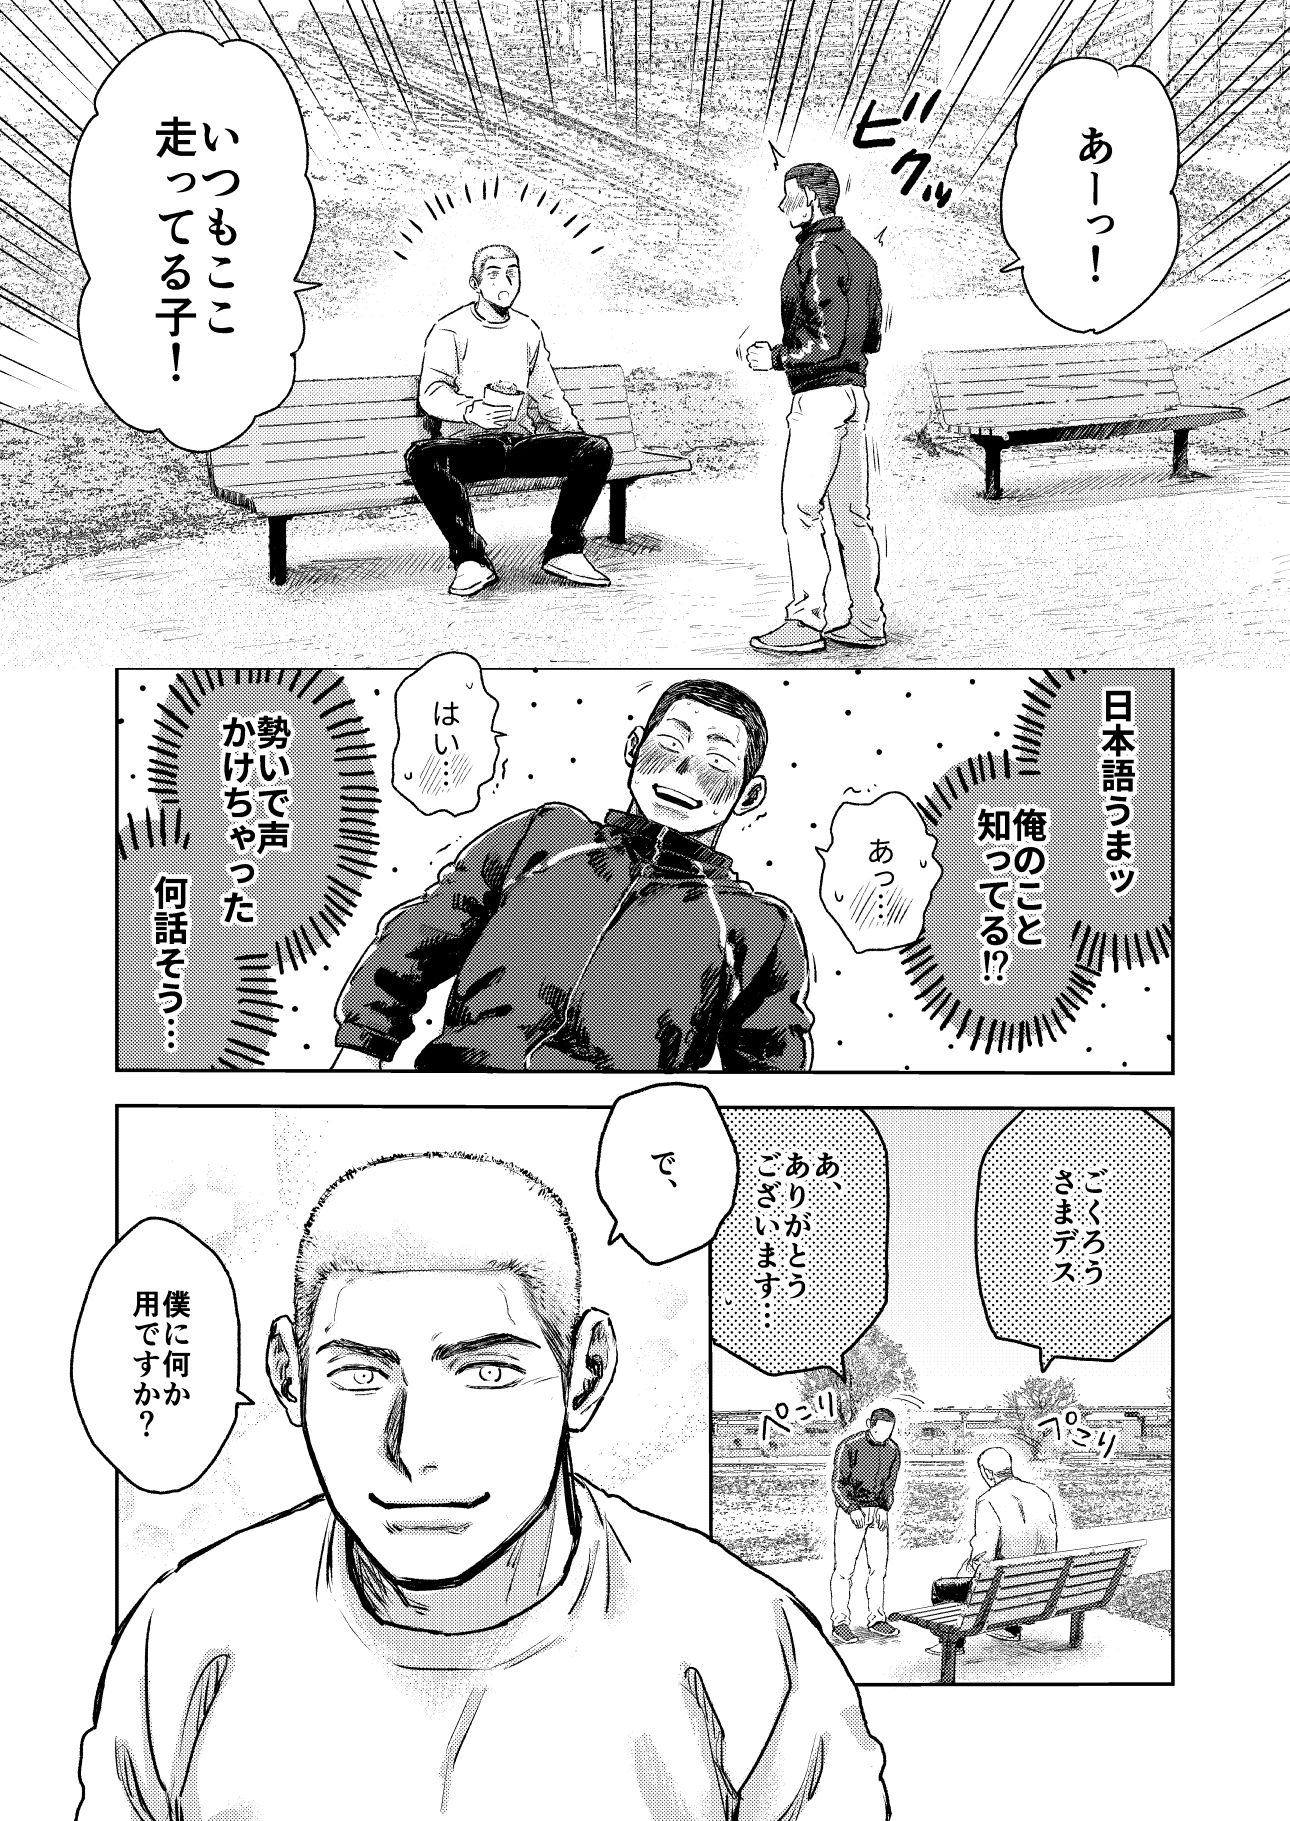 あーっ！
ビクッ
いつもここ
走ってる子！
日本語うまッ
俺のこと
知ってる!?
あっ…
はい…
勢いで声
かけちゃった
何話そう…
ごくろう
さまデス
あ、
ありがとう
ございます…
ぺこり
ぺこり
で、
僕に何か
用ですか？